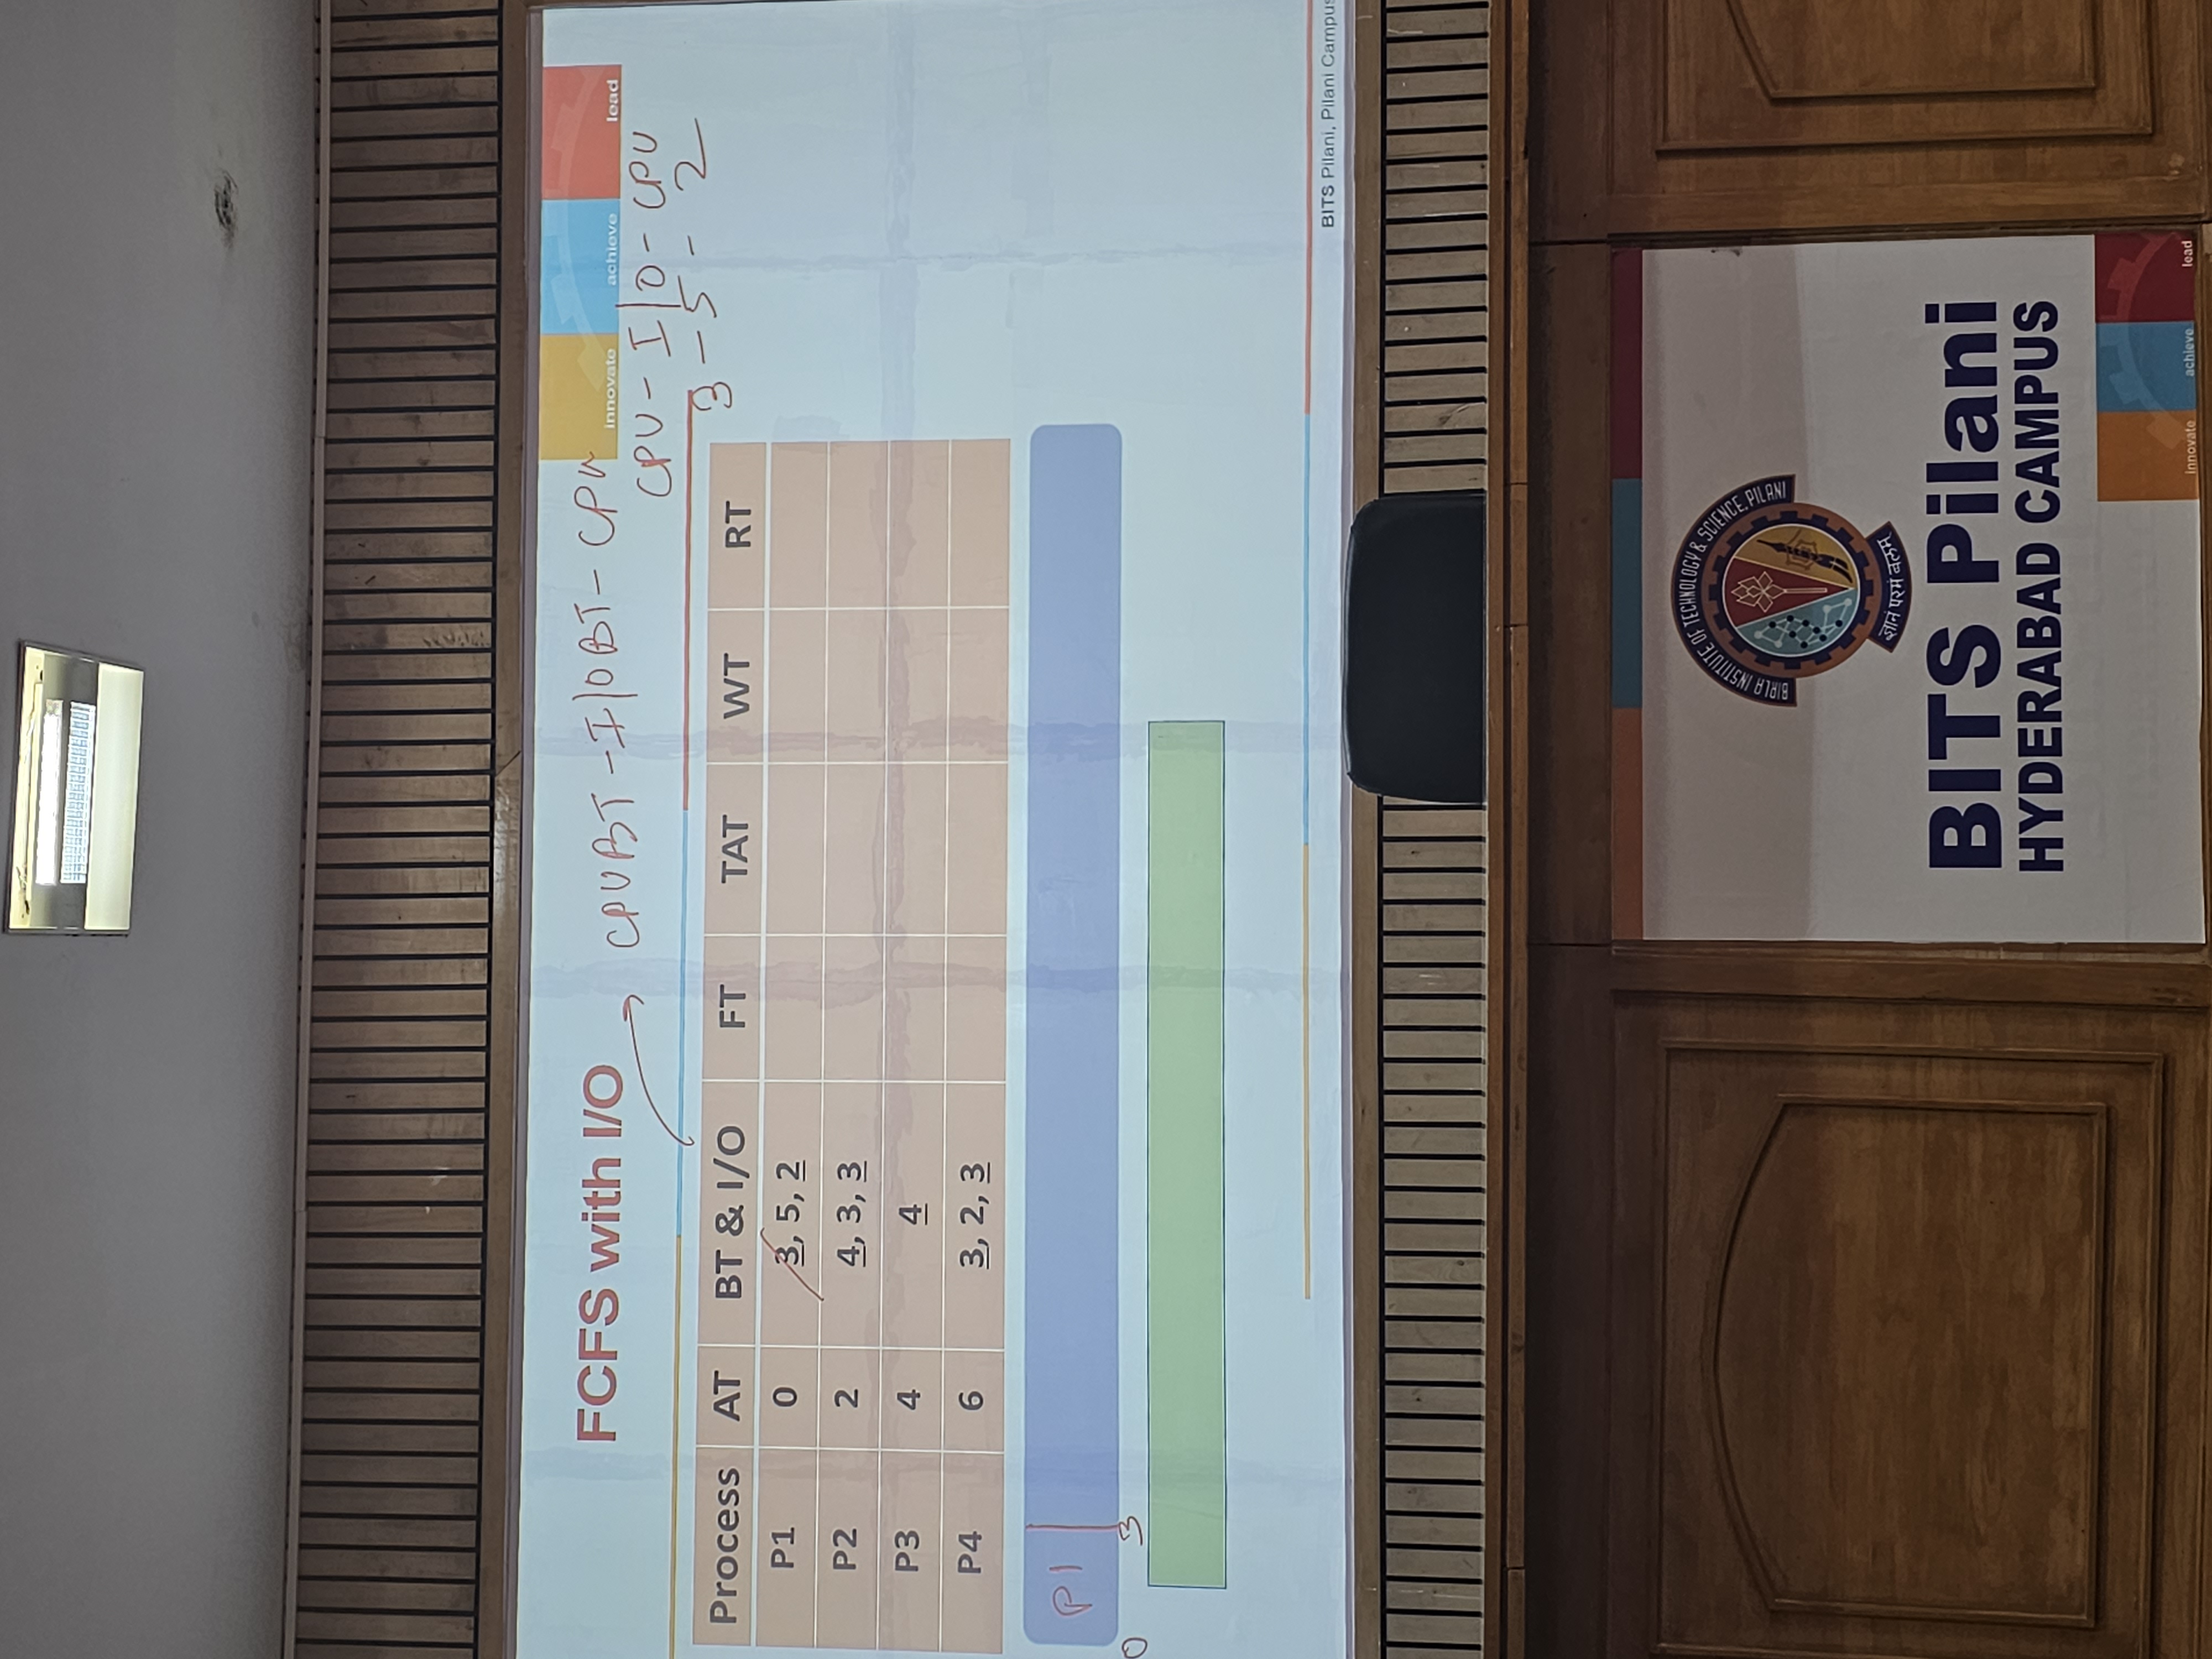 FCFS with I/O
CPUBT - I/O BT - CPU
innovate achieve lead
CPU - I/O - CPU
3 - 5 - 2
Process AT BT & I/O FT TAT WT RT
P1 0 3, 5, 2
P2 2 4, 3, 3
P3 4 4
P4 6 3, 2, 3
P1
0 3
BITS Pilani, Pilani Campus
BIRLA INSTITUTE OF TECHNOLOGY & SCIENCE, PILANI
ज्ञानं परमं बलम्
BITS Pilani
HYDERABAD CAMPUS
innovate achieve lead